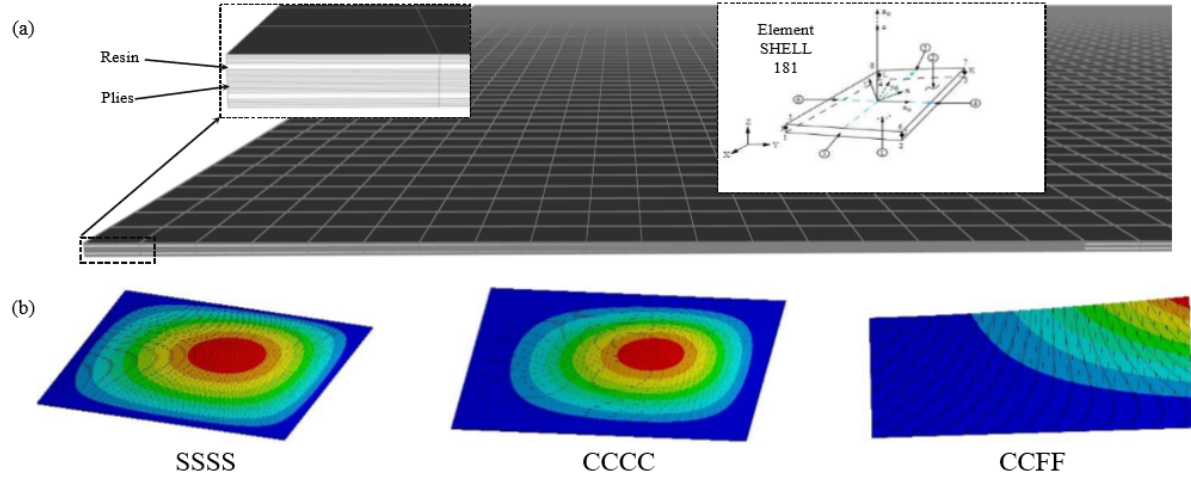 (a)
Resin
Plies
Element
SHELL
181
Z
X
Y
(b)
SSSS
CCCC
CCFF